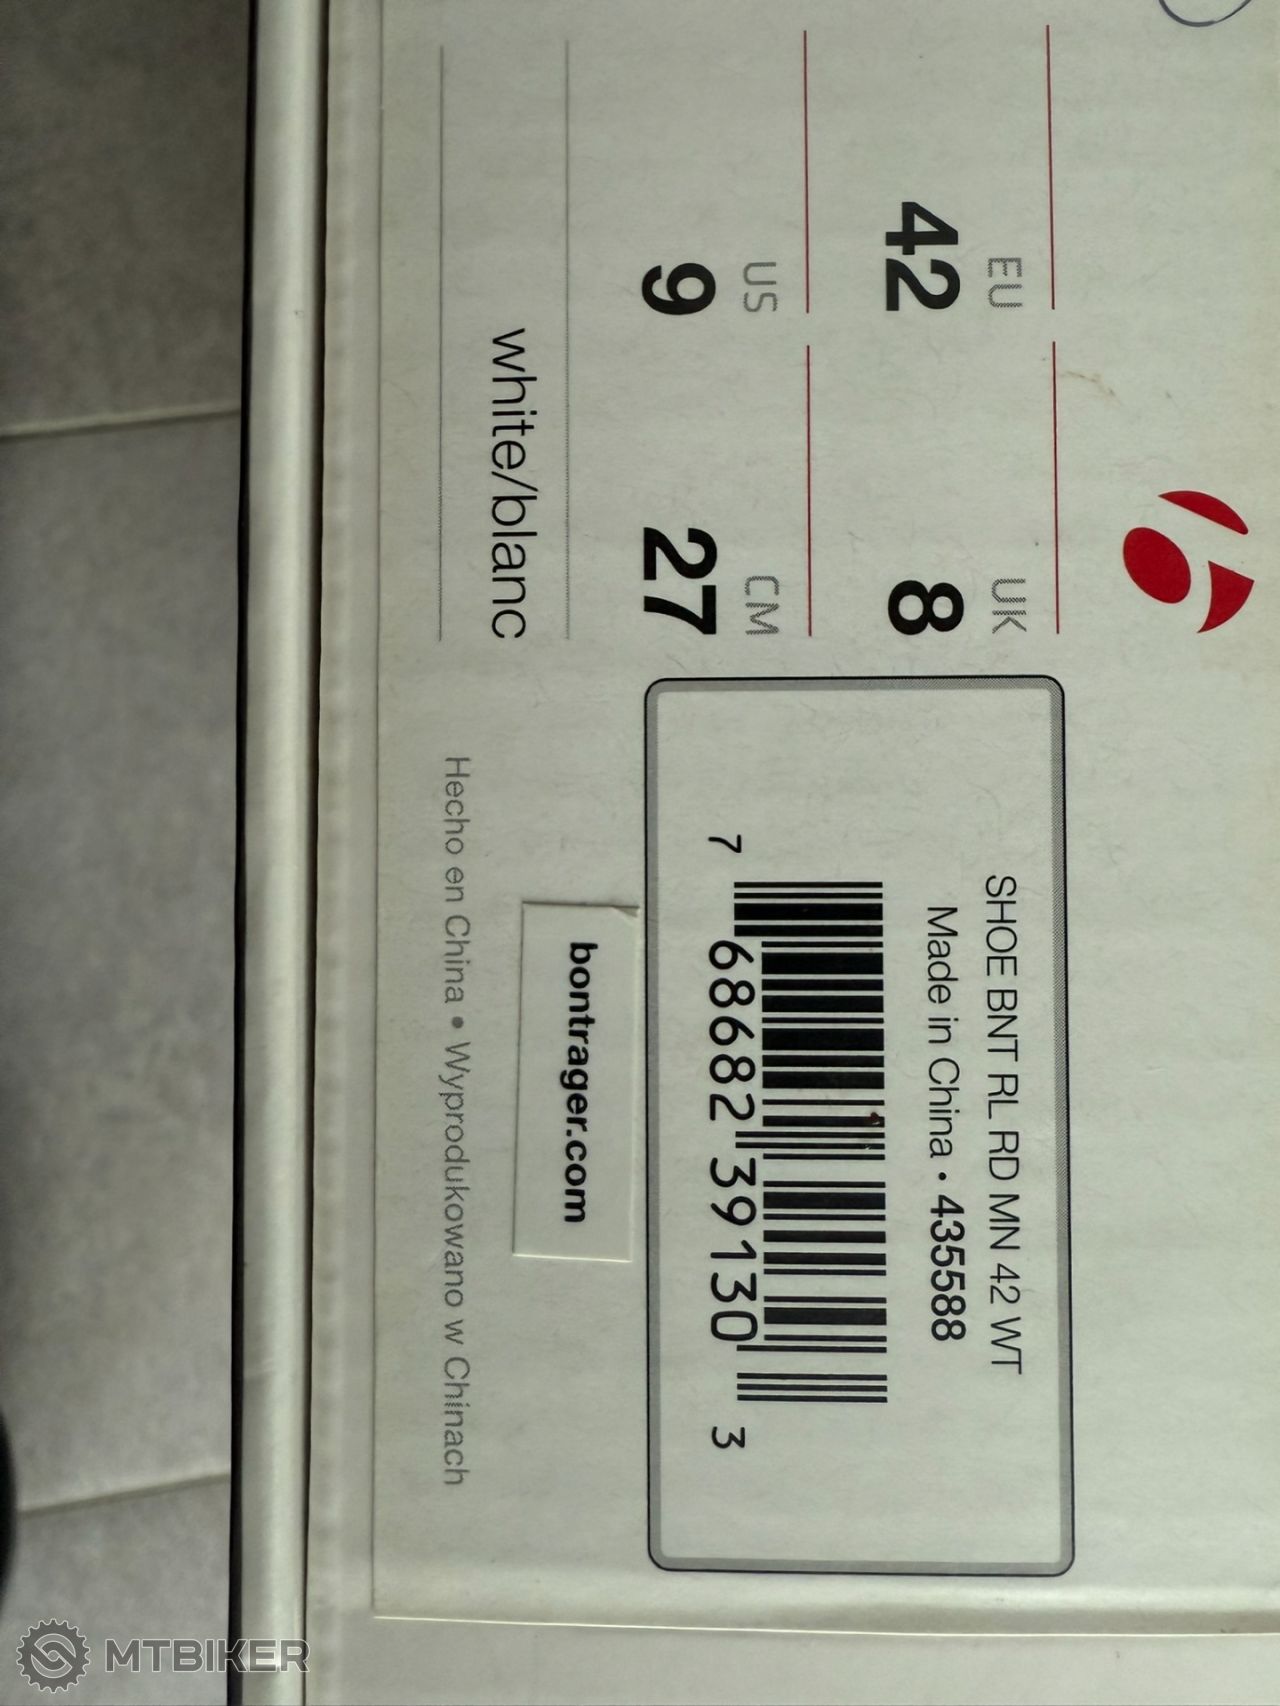 EU
42
UK
8
US
9
CM
27
white/blanc
SHOE BNT RL RD MN 42 WT
Made in China • 435588
7 68682 39130 3
bontrager.com
Hecho en China • Wyprodukowano w Chinach
MTBIKER